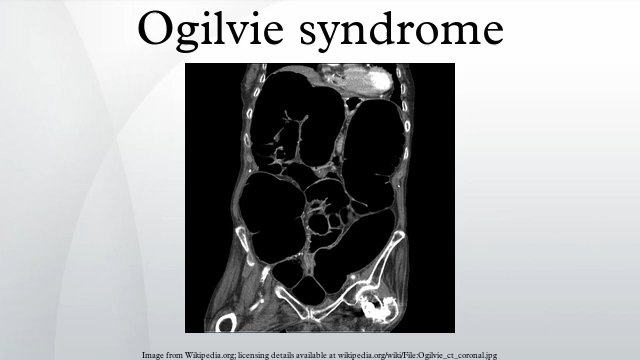 Ogilvie syndrome
Image from Wikipedia.org; licensing details available at wikipedia.org/wiki/File:Ogilvie_ct_coronal.jpg